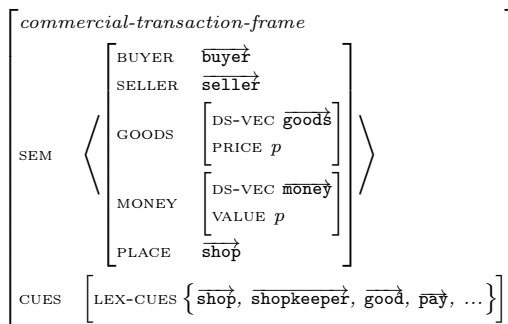 commercial-transaction-frame
BUYER buyer
SELLER seller
DS-VEC goods
GOODS
PRICE p
SEM
DS-VEC money
MONEY
VALUE p
PLACE shop
CUES [LEX-CUES {shop, shopkeeper, good, pay, ...}]